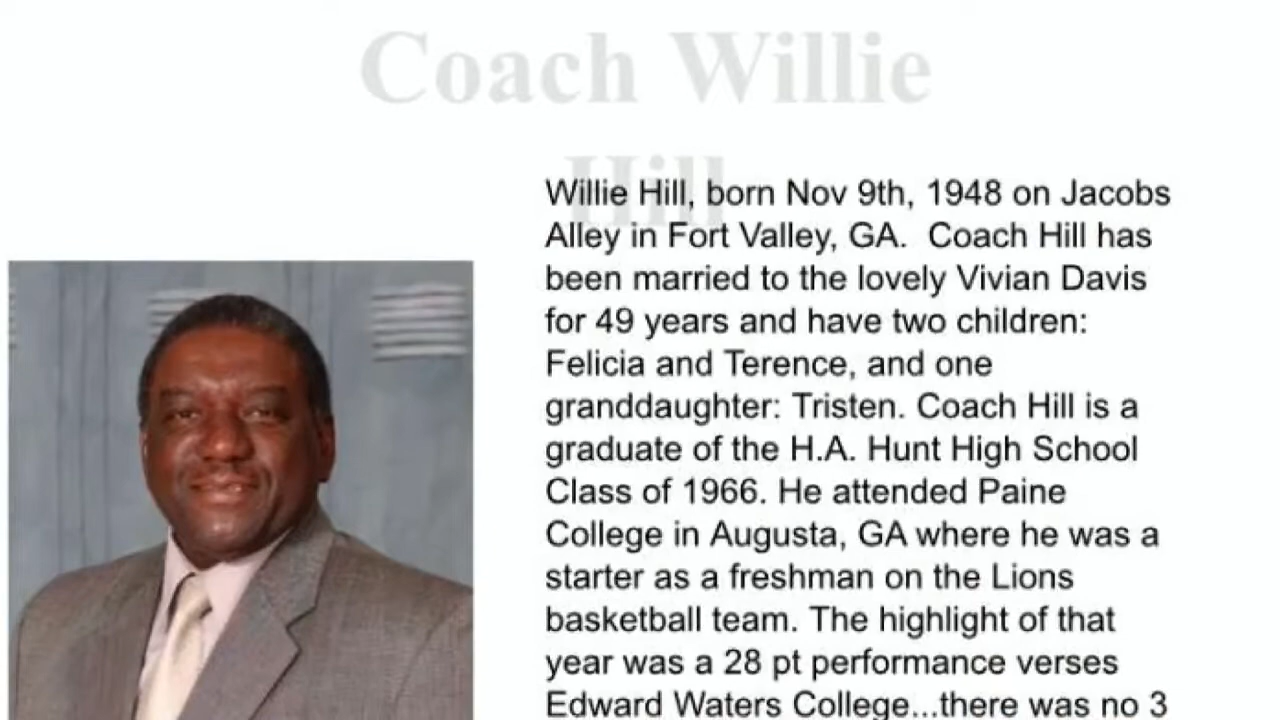 Coach Willie
Hill
Willie Hill, born Nov 9th, 1948 on Jacobs
Alley in Fort Valley, GA.  Coach Hill has
been married to the lovely Vivian Davis
for 49 years and have two children:
Felicia and Terence, and one
granddaughter: Tristen. Coach Hill is a
graduate of the H.A. Hunt High School
Class of 1966. He attended Paine
College in Augusta, GA where he was a
starter as a freshman on the Lions
basketball team. The highlight of that
year was a 28 pt performance verses
Edward Waters College...there was no 3